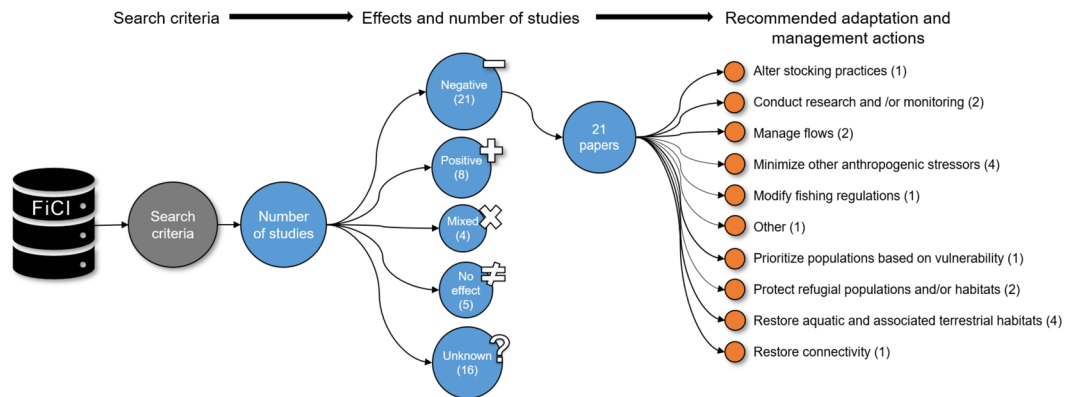 Search criteria
Effects and number of studies
Recommended adaptation and
management actions
FiCI
Search
criteria
Number
of studies
Negative
(21)
Positive
(8)
Mixed
(4)
No
effect
(5)
Unknown
(16)
21
papers
Alter stocking practices (1)
Conduct research and /or monitoring (2)
Manage flows (2)
Minimize other anthropogenic stressors (4)
Modify fishing regulations (1)
Other (1)
Prioritize populations based on vulnerability (1)
Protect refugial populations and/or habitats (2)
Restore aquatic and associated terrestrial habitats (4)
Restore connectivity (1)